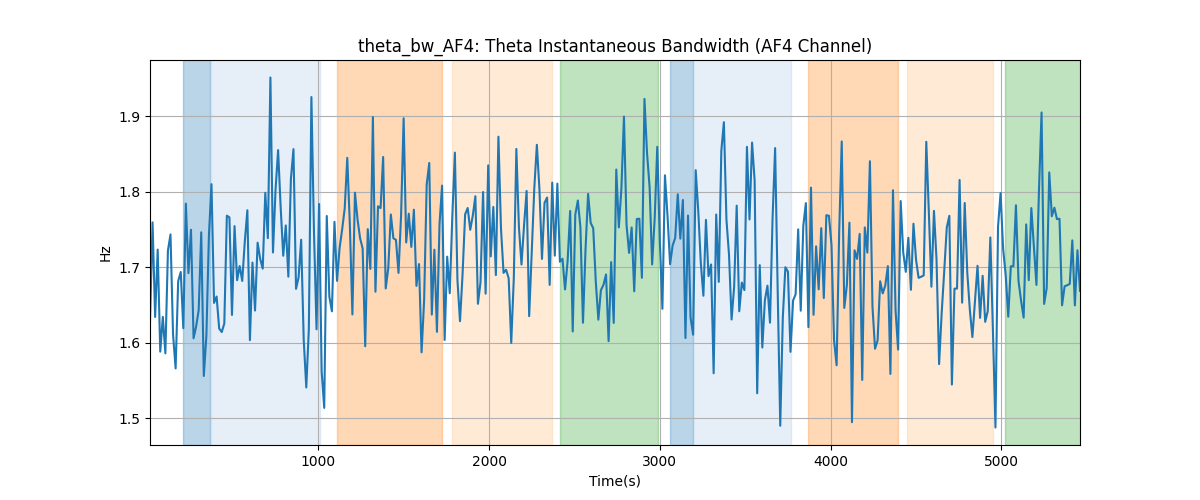 theta_bw_AF4: Theta Instantaneous Bandwidth (AF4 Channel)
Hz
1.9
1.8
1.7
1.6
1.5
1000 2000 3000 4000 5000
Time(s)